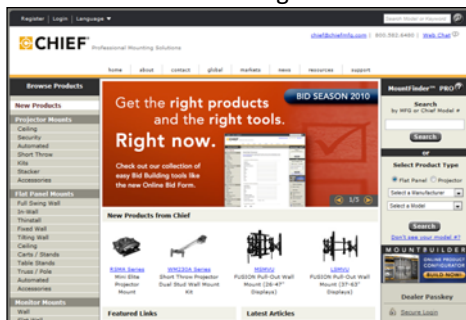 Register | Login | Language ▼
Search Model or Keyword
CHIEF
Professional Mounting Solutions
chief@chiefmfg.com | 800.582.6480 | Web Chat
home about contact global markets news resources support
Browse Products
New Products
Projector Mounts
Ceiling
Security
Automated
Short Throw
Kits
Stacker
Accessories
Flat Panel Mounts
Full Swing Wall
In-Wall
Thinstall
Fixed Wall
Tilting Wall
Ceiling
Carts / Stands
Table Stands
Truss / Pole
Automated
Accessories
Monitor Mounts
Wall
BID SEASON 2010
Get the right products
and the right tools.
Right now.
Check out our collection of
easy Bid Building tools like
the new Online Bid Form.
1/3
New Products from Chief
RSMA Series
Mini Elite
Projector
Mount
WM230A Series
Short Throw Projector
Dual Stud Wall Mount
Kit
MSMVU
FUSION Pull-Out Wall
Mount (26-47"
Displays)
LSMVU
FUSION Pull-Out Wall
Mount (37-63"
Displays)
Featured Links
Latest Articles
MountFinder™ PRO
Search
by MFG or Chief Model #
Search
or
Select Product Type
Flat Panel Projector
Select a Manufacturer
Select a Model
Search
Don't see your model #?
MOUNTBUILDER
ONLINE PRODUCT
CONFIGURATOR
BUILD NOW!
Dealer Passkey
Secure Login